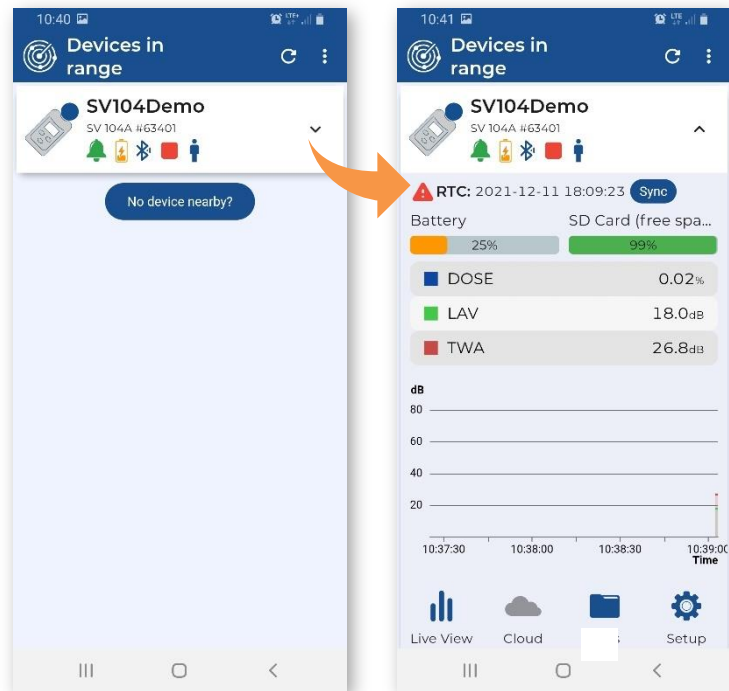 10:40
LTE+
Devices in
range
SV104Demo
SV 104A #63401
No device nearby?
10:41
LTE
Devices in
range
SV104Demo
SV 104A #63401
RTC: 2021-12-11 18:09:23 Sync
Battery SD Card (free spa...
25% 99%
DOSE 0.02%
LAV 18.0dB
TWA 26.8dB
dB
80
60
40
20
10:37:30 10:38:00 10:38:30 10:39:00
Time
Live View Cloud Setup